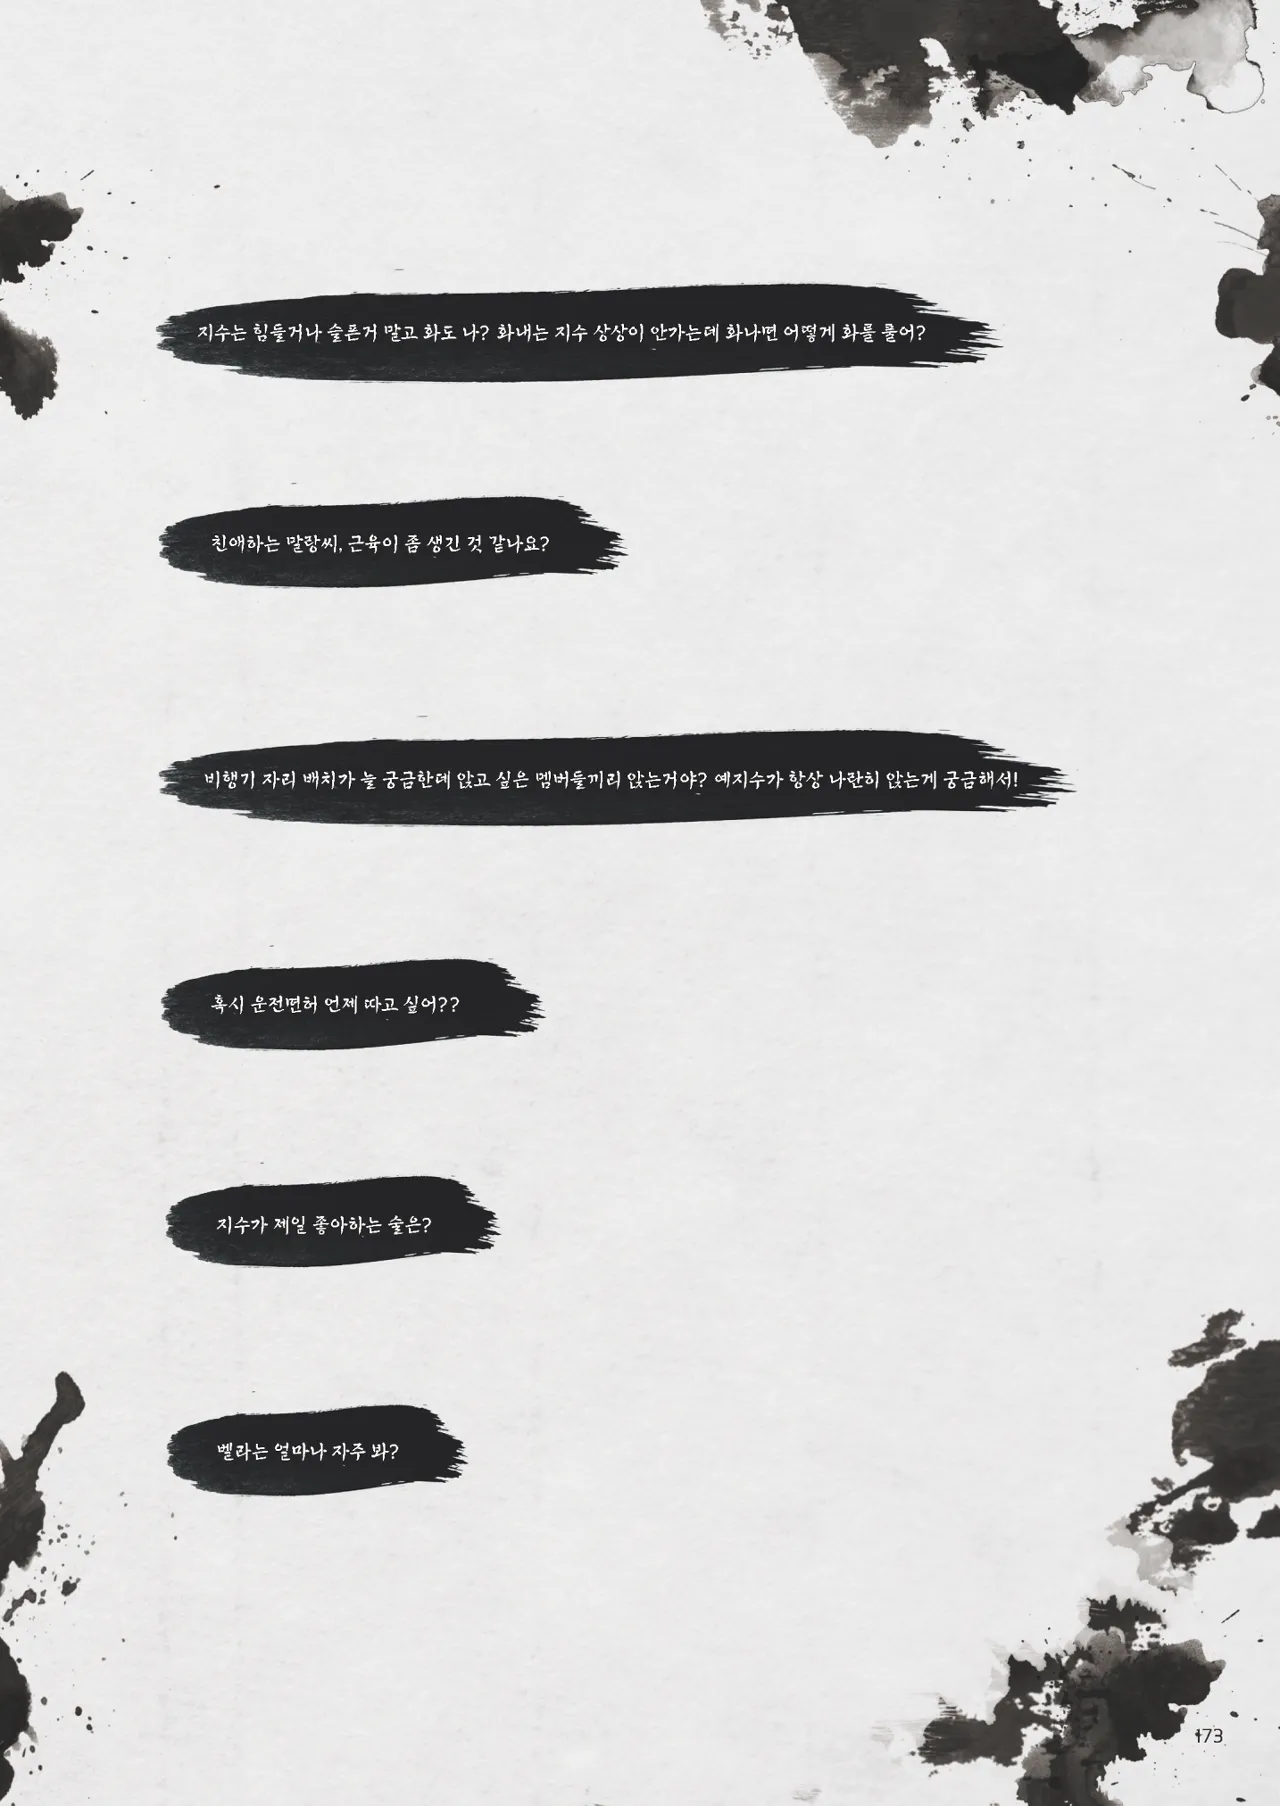 지수는 힘들거나 슬픈거 말고 화도 나? 화내는 지수 상상이 안가는데 화나면 어떻게 화를 풀어?
친애하는 말랑씨, 근육이 좀 생긴 것 같나요?
비행기 자리 배치가 늘 궁금한데 앉고 싶은 멤버들끼리 앉는거야? 예지수가 항상 나란히 앉는게 궁금해서!
혹시 운전면허 언제 따고 싶어??
지수가 제일 좋아하는 술은?
벨라는 얼마나 자주 봐?
173